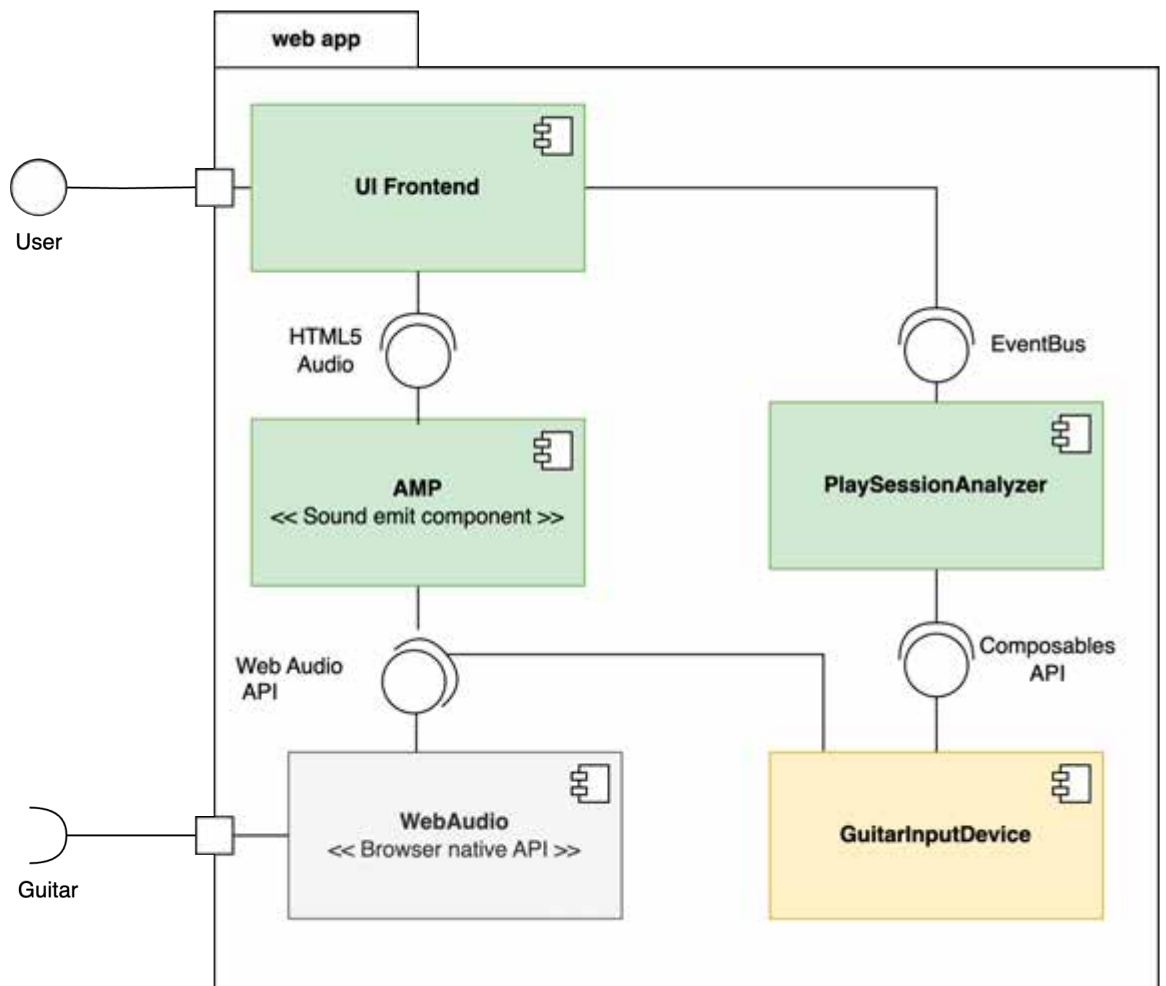 web app
UI Frontend
User
HTML5
Audio
EventBus
AMP
<< Sound emit component >>
PlaySessionAnalyzer
Web Audio
API
Composables
API
WebAudio
<< Browser native API >>
GuitarInputDevice
Guitar